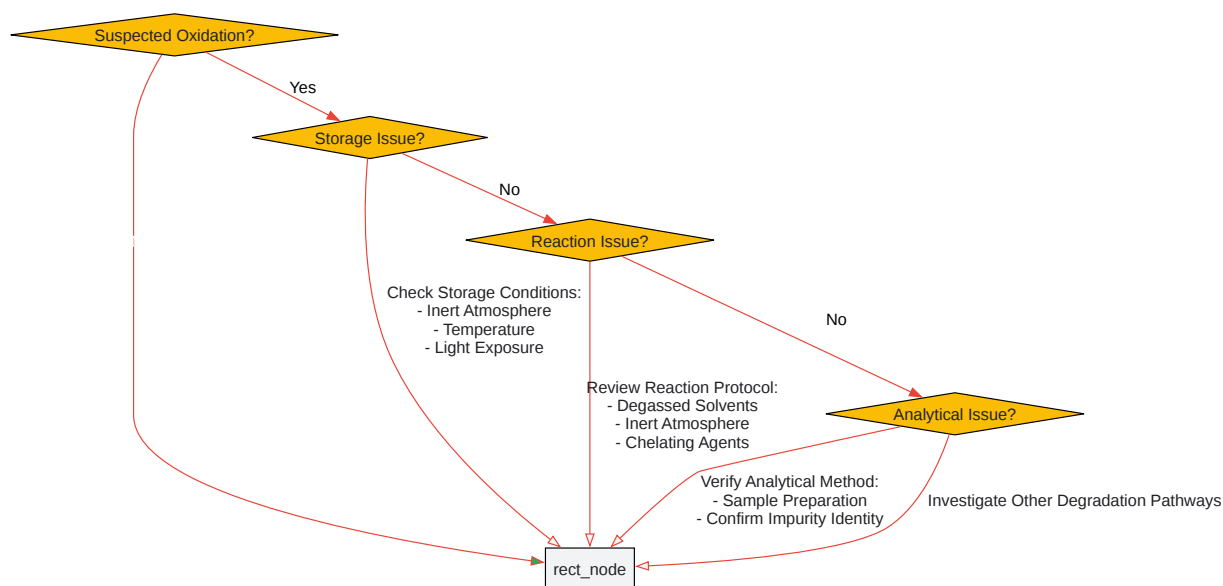 Suspected Oxidation?
Yes
Storage Issue?
No
Reaction Issue?
Check Storage Conditions:
- Inert Atmosphere
- Temperature
- Light Exposure
No
Review Reaction Protocol:
- Degassed Solvents
- Inert Atmosphere
- Chelating Agents
Analytical Issue?
Verify Analytical Method:
- Sample Preparation
- Confirm Impurity Identity
Investigate Other Degradation Pathways
rect_node